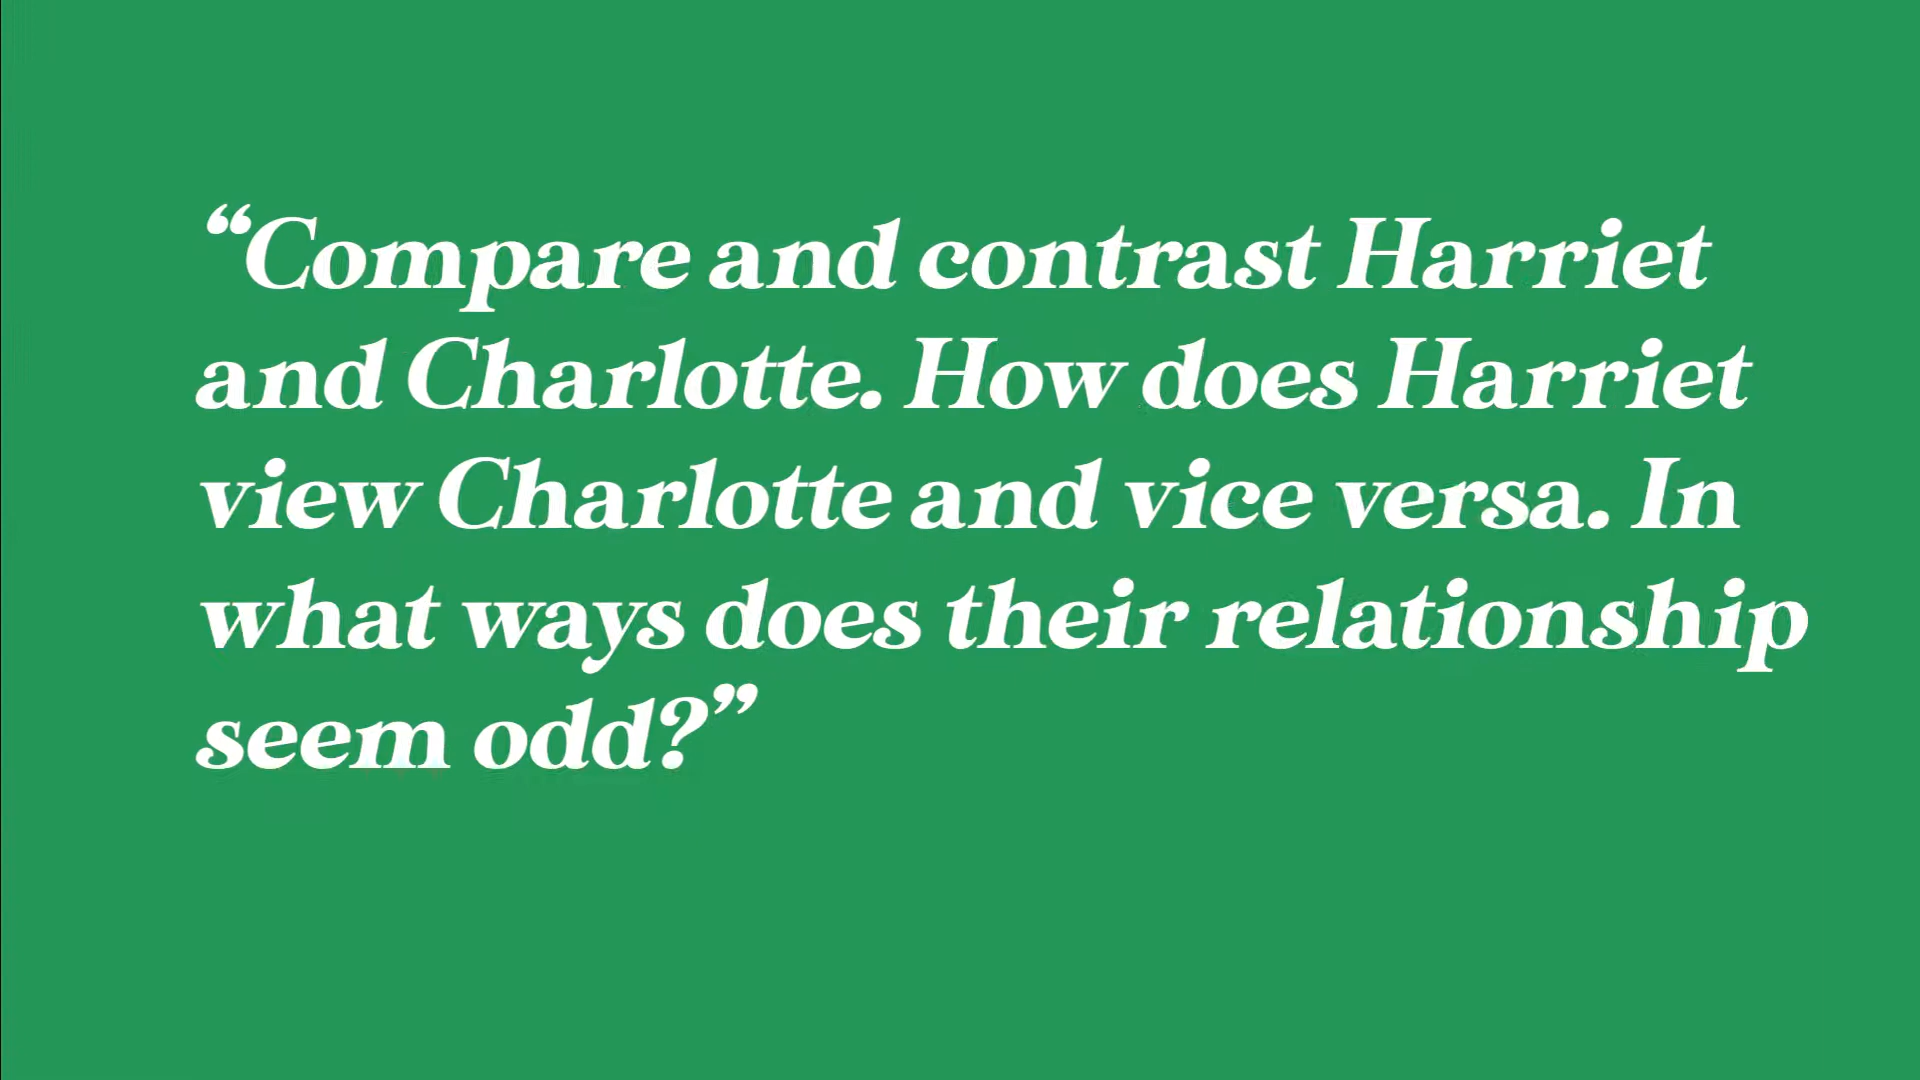 “Compare and contrast Harriet
and Charlotte. How does Harriet
view Charlotte and vice versa. In
what ways does their relationship
seem odd?”